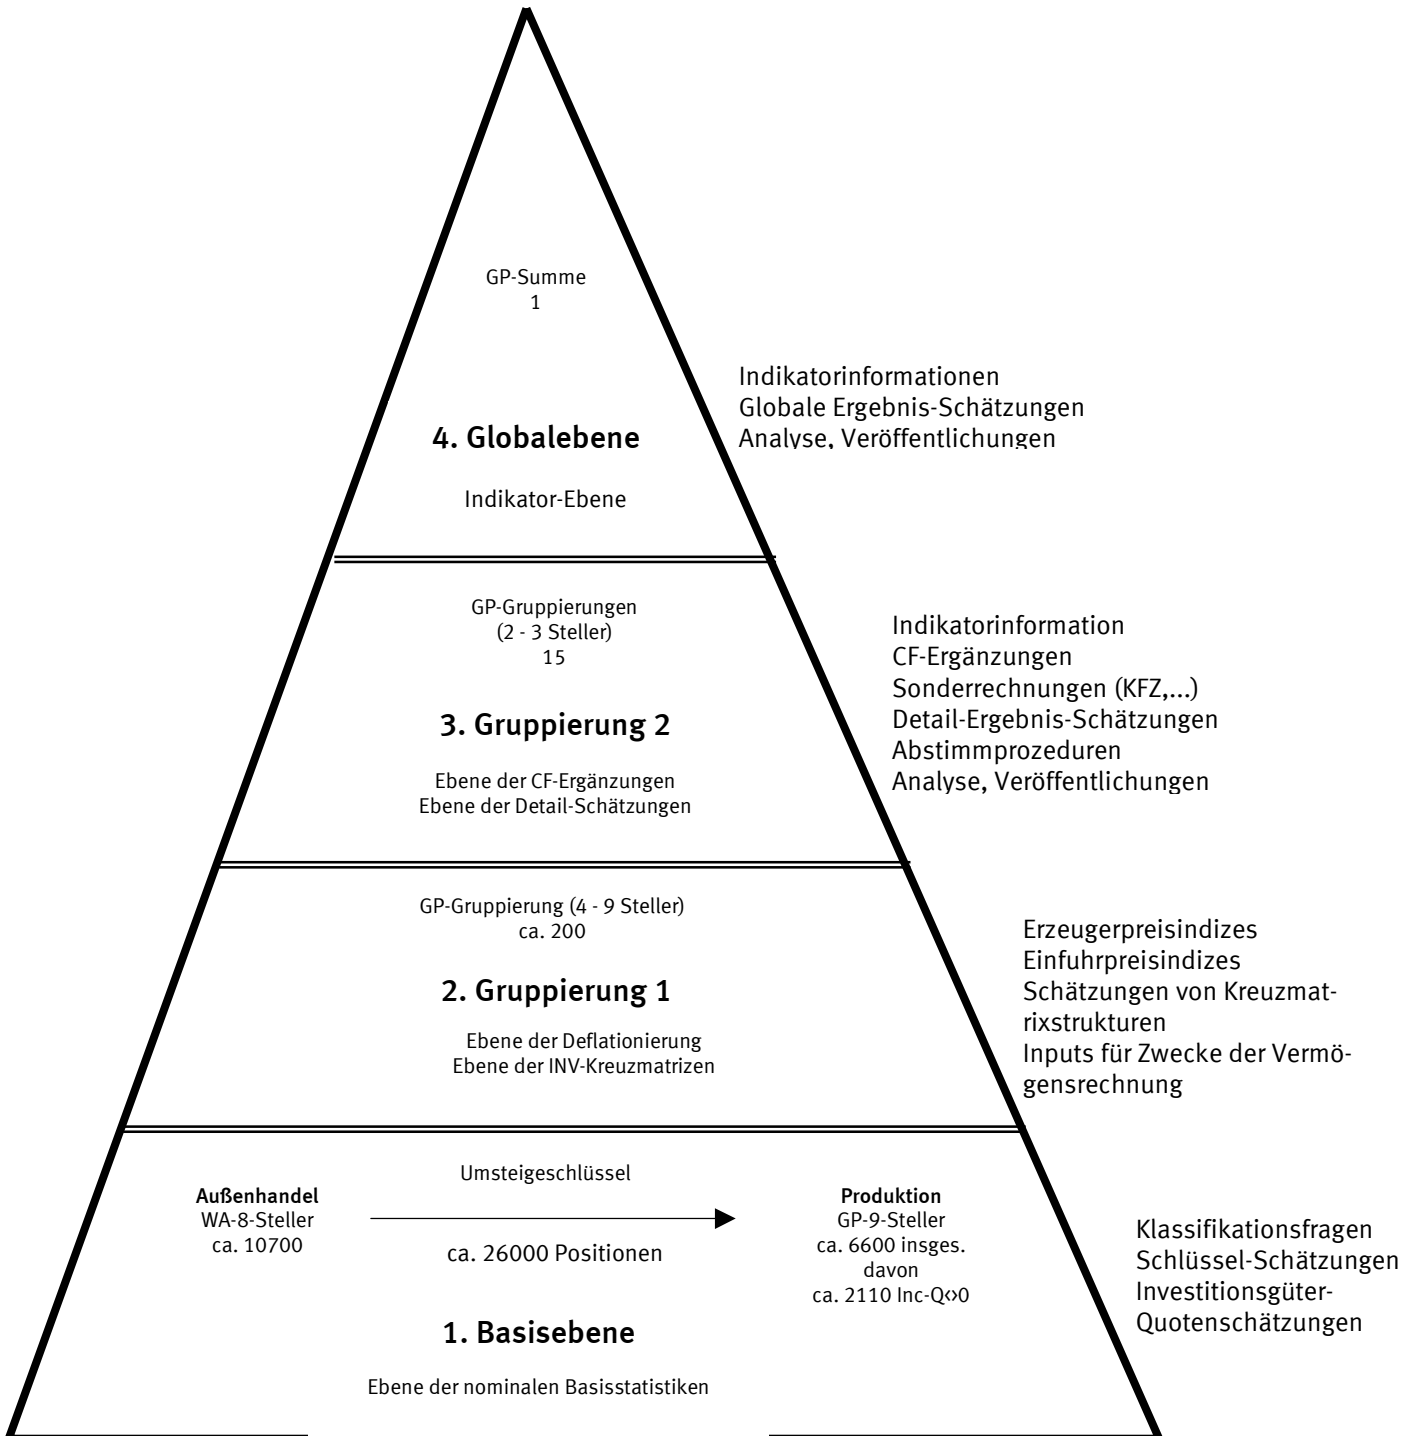 GP-Summe
1
Indikatorinformationen
Globale Ergebnis-Schätzungen
Analyse, Veröffentlichungen
4. Globalebene
Indikator-Ebene
GP-Gruppierungen
(2 - 3 Steller)
15
3. Gruppierung 2
Ebene der CF-Ergänzungen
Ebene der Detail-Schätzungen
Indikatorinformation
CF-Ergänzungen
Sonderrechnungen (KFZ,...)
Detail-Ergebnis-Schätzungen
Abstimmprozeduren
Analyse, Veröffentlichungen
GP-Gruppierung (4 - 9 Steller)
ca. 200
2. Gruppierung 1
Ebene der Deflationierung
Ebene der INV-Kreuzmatrizen
Erzeugerpreisindizes
Einfuhrpreisindizes
Schätzungen von Kreuzmat-
rixstrukturen
Inputs für Zwecke der Vermö-
gensrechnung
Außenhandel
WA-8-Steller
ca. 10700
Umsteigeschlüssel
ca. 26000 Positionen
Produktion
GP-9-Steller
ca. 6600 insges.
davon
ca. 2110 Inc-Q<>0
1. Basisebene
Ebene der nominalen Basisstatistiken
Klassifikationsfragen
Schlüssel-Schätzungen
Investitionsgüter-
Quotenschätzungen